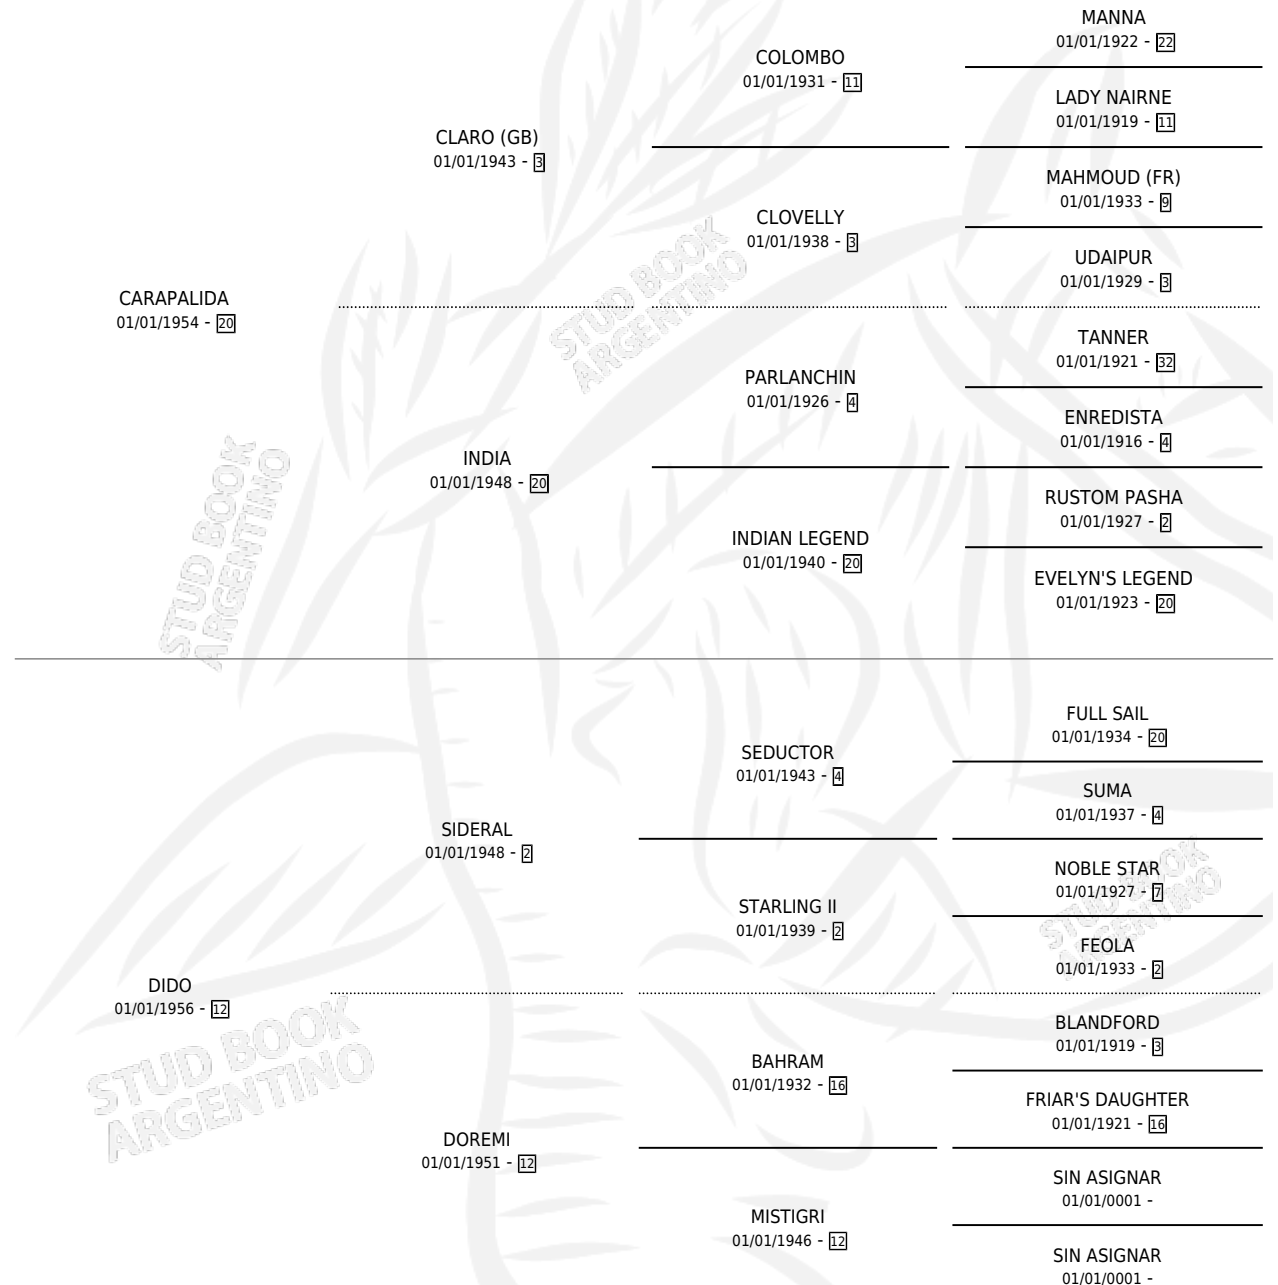 MANNA
01/01/1922 - 22
COLOMBO
01/01/1931 - 11
LADY NAIRNE
01/01/1919 - 11
CLARO (GB)
01/01/1943 - 3
MAHMOUD (FR)
01/01/1933 - 9
CLOVELLY
01/01/1938 - 3
UDAIPUR
01/01/1929 - 3
CARAPALIDA
01/01/1954 - 20
TANNER
01/01/1921 - 32
PARLANCHIN
01/01/1926 - 4
ENREDISTA
01/01/1916 - 4
INDIA
01/01/1948 - 20
RUSTOM PASHA
01/01/1927 - 2
INDIAN LEGEND
01/01/1940 - 20
EVELYN'S LEGEND
01/01/1923 - 20
STUD BOOK
ARGENTINO
STUD BOOK
ARGENTINO
FULL SAIL
01/01/1934 - 20
SEDUCTOR
01/01/1943 - 4
SUMA
01/01/1937 - 4
SIDERAL
01/01/1948 - 2
NOBLE STAR
01/01/1927 - 7
STARLING II
01/01/1939 - 2
FEOLA
01/01/1933 - 2
DIDO
01/01/1956 - 12
BLANDFORD
01/01/1919 - 3
BAHRAM
01/01/1932 - 16
FRIAR'S DAUGHTER
01/01/1921 - 16
DOREMI
01/01/1951 - 12
SIN ASIGNAR
01/01/0001 -
MISTIGRI
01/01/1946 - 12
SIN ASIGNAR
01/01/0001 -
STUD BOOK
ARGENTINO
STUD BOOK
ARGENTINO